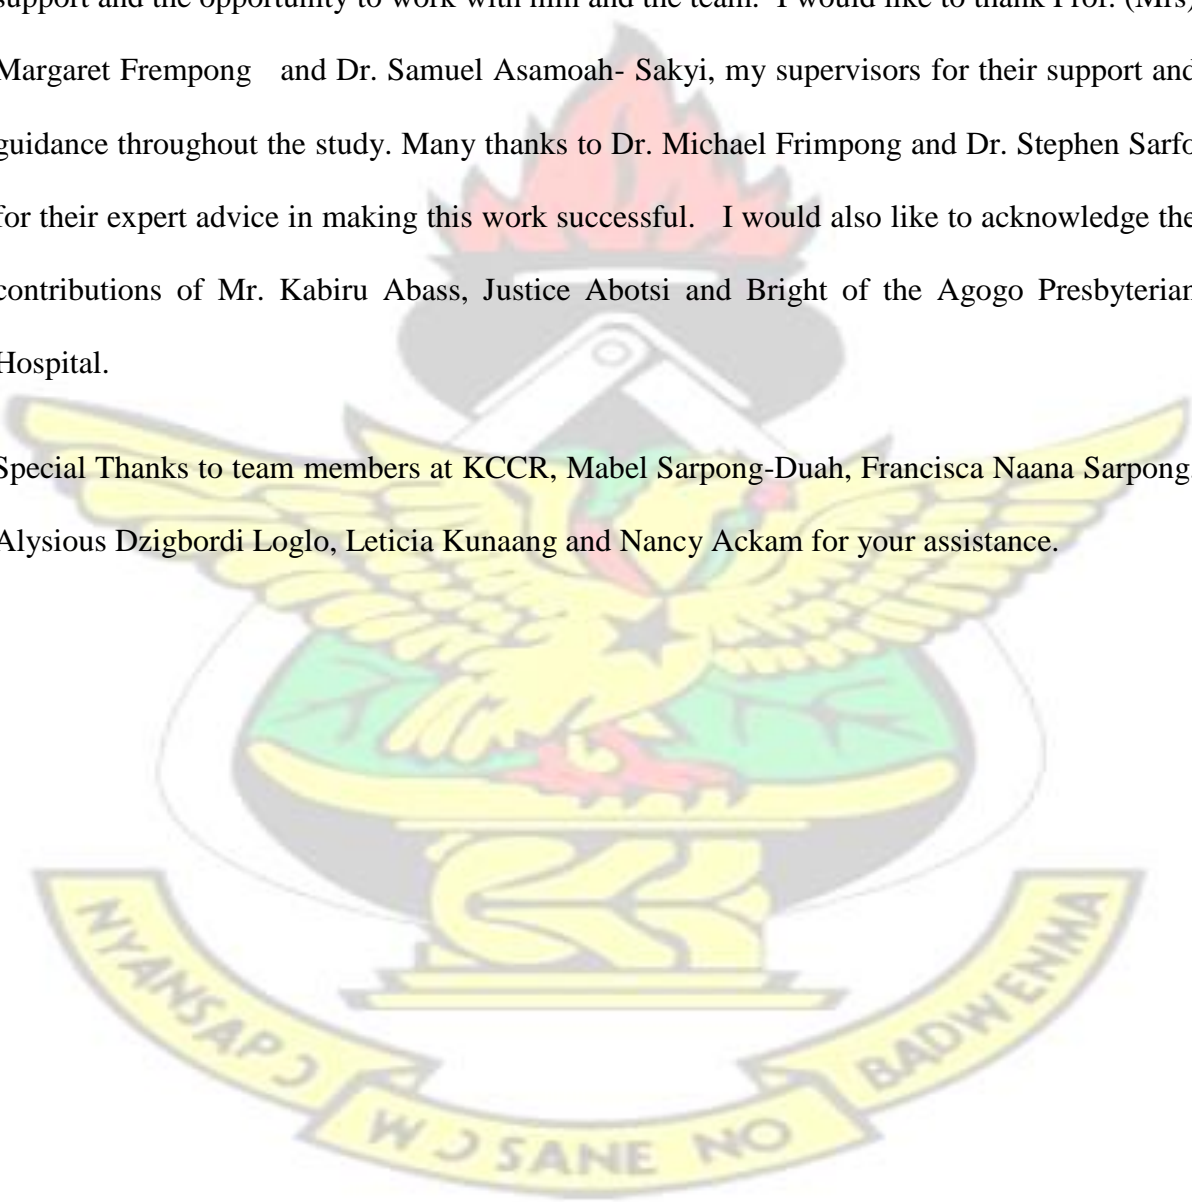 support and the opportunity to work with him and the team. I would like to thank Prof. (Mrs)
Margaret Frempong and Dr. Samuel Asamoah- Sakyi, my supervisors for their support and
guidance throughout the study. Many thanks to Dr. Michael Frimpong and Dr. Stephen Sarfo
for their expert advice in making this work successful. I would also like to acknowledge the
contributions of Mr. Kabiru Abass, Justice Abotsi and Bright of the Agogo Presbyterian
Hospital.
Special Thanks to team members at KCCR, Mabel Sarpong-Duah, Francisca Naana Sarpong,
Alysious Dzigbordi Loglo, Leticia Kunaang and Nancy Ackam for your assistance.
NYANSAPƆ
WƆSANE NO
BADWENMA